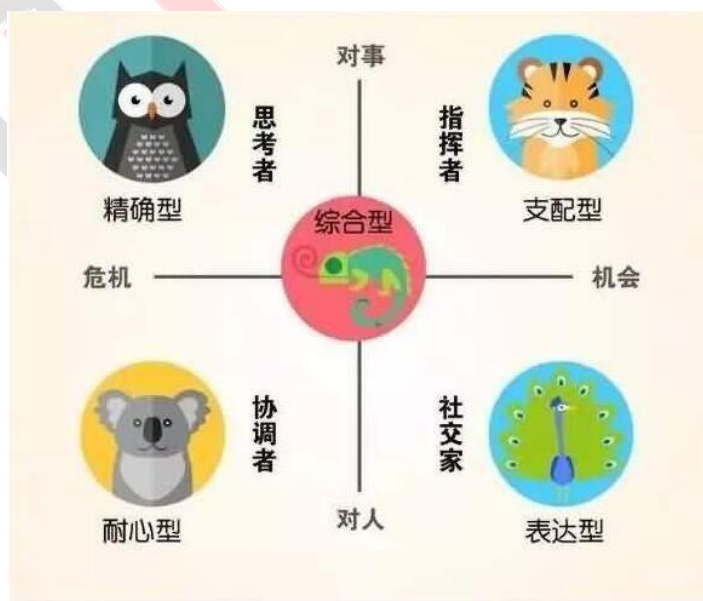 对事
思考者
指挥者
精确型
综合型
支配型
危机
机会
协调者
社交家
耐心型
对人
表达型